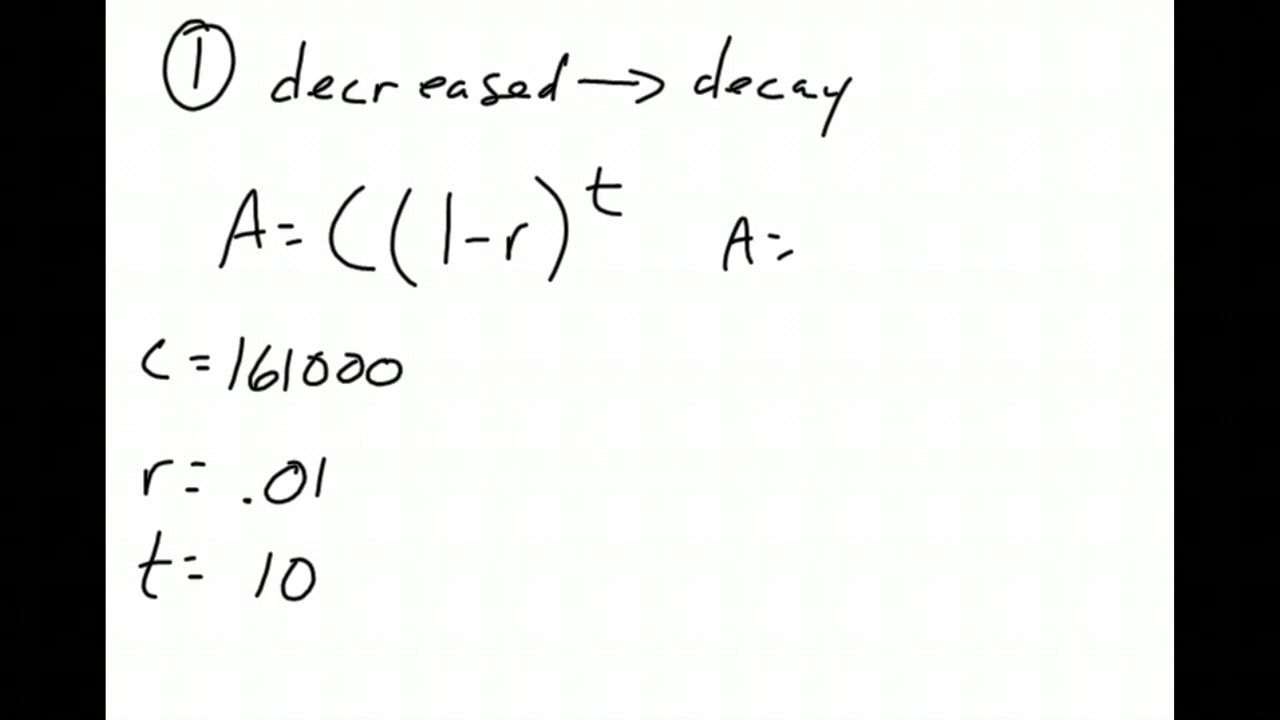 ① decreased → decay
A = C(1-r)^t A =
C = 161000
r = .01
t = 10